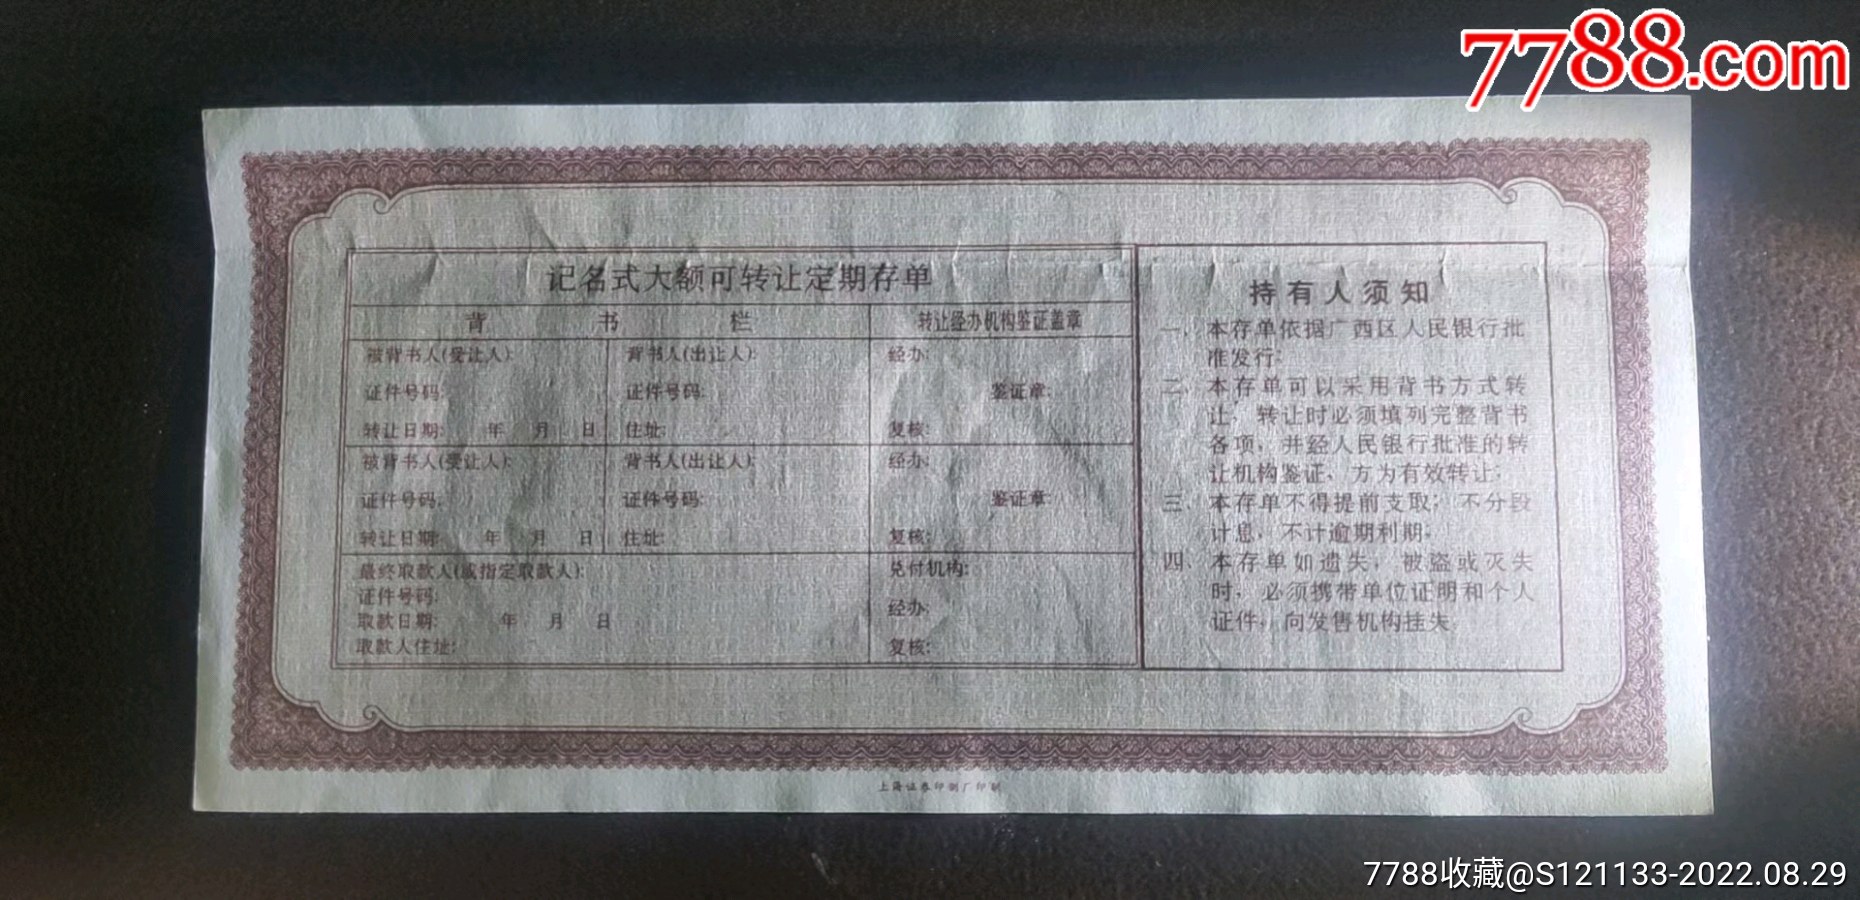 7788.com
记名式大额可转让定期存单
背 书 栏 转让经办机构鉴证盖章
被背书人(受让人): 背书人(出让人): 经办:
证件号码: 证件号码: 鉴证章:
转让日期: 年 月 日 住址: 复核:
被背书人(受让人): 背书人(出让人): 经办:
证件号码: 证件号码: 鉴证章:
转让日期: 年 月 日 住址: 复核:
最终取款人(或指定取款人): 兑付机构:
证件号码:
取款日期: 年 月 日 经办:
取款人住址: 复核:
持有人须知
一、本存单依据广西区人民银行批
准发行;
二、本存单可以采用背书方式转
让,转让时必须填列完整背书
各项,并经人民银行批准的转
让机构鉴证,方为有效转让;
三、本存单不得提前支取;不分段
计息,不计逾期利期。
四、本存单如遗失,被盗或灭失
时,必须携带单位证明和个人
证件,向发售机构挂失。
上海证券印制厂印制
7788收藏@S121133-2022.08.29